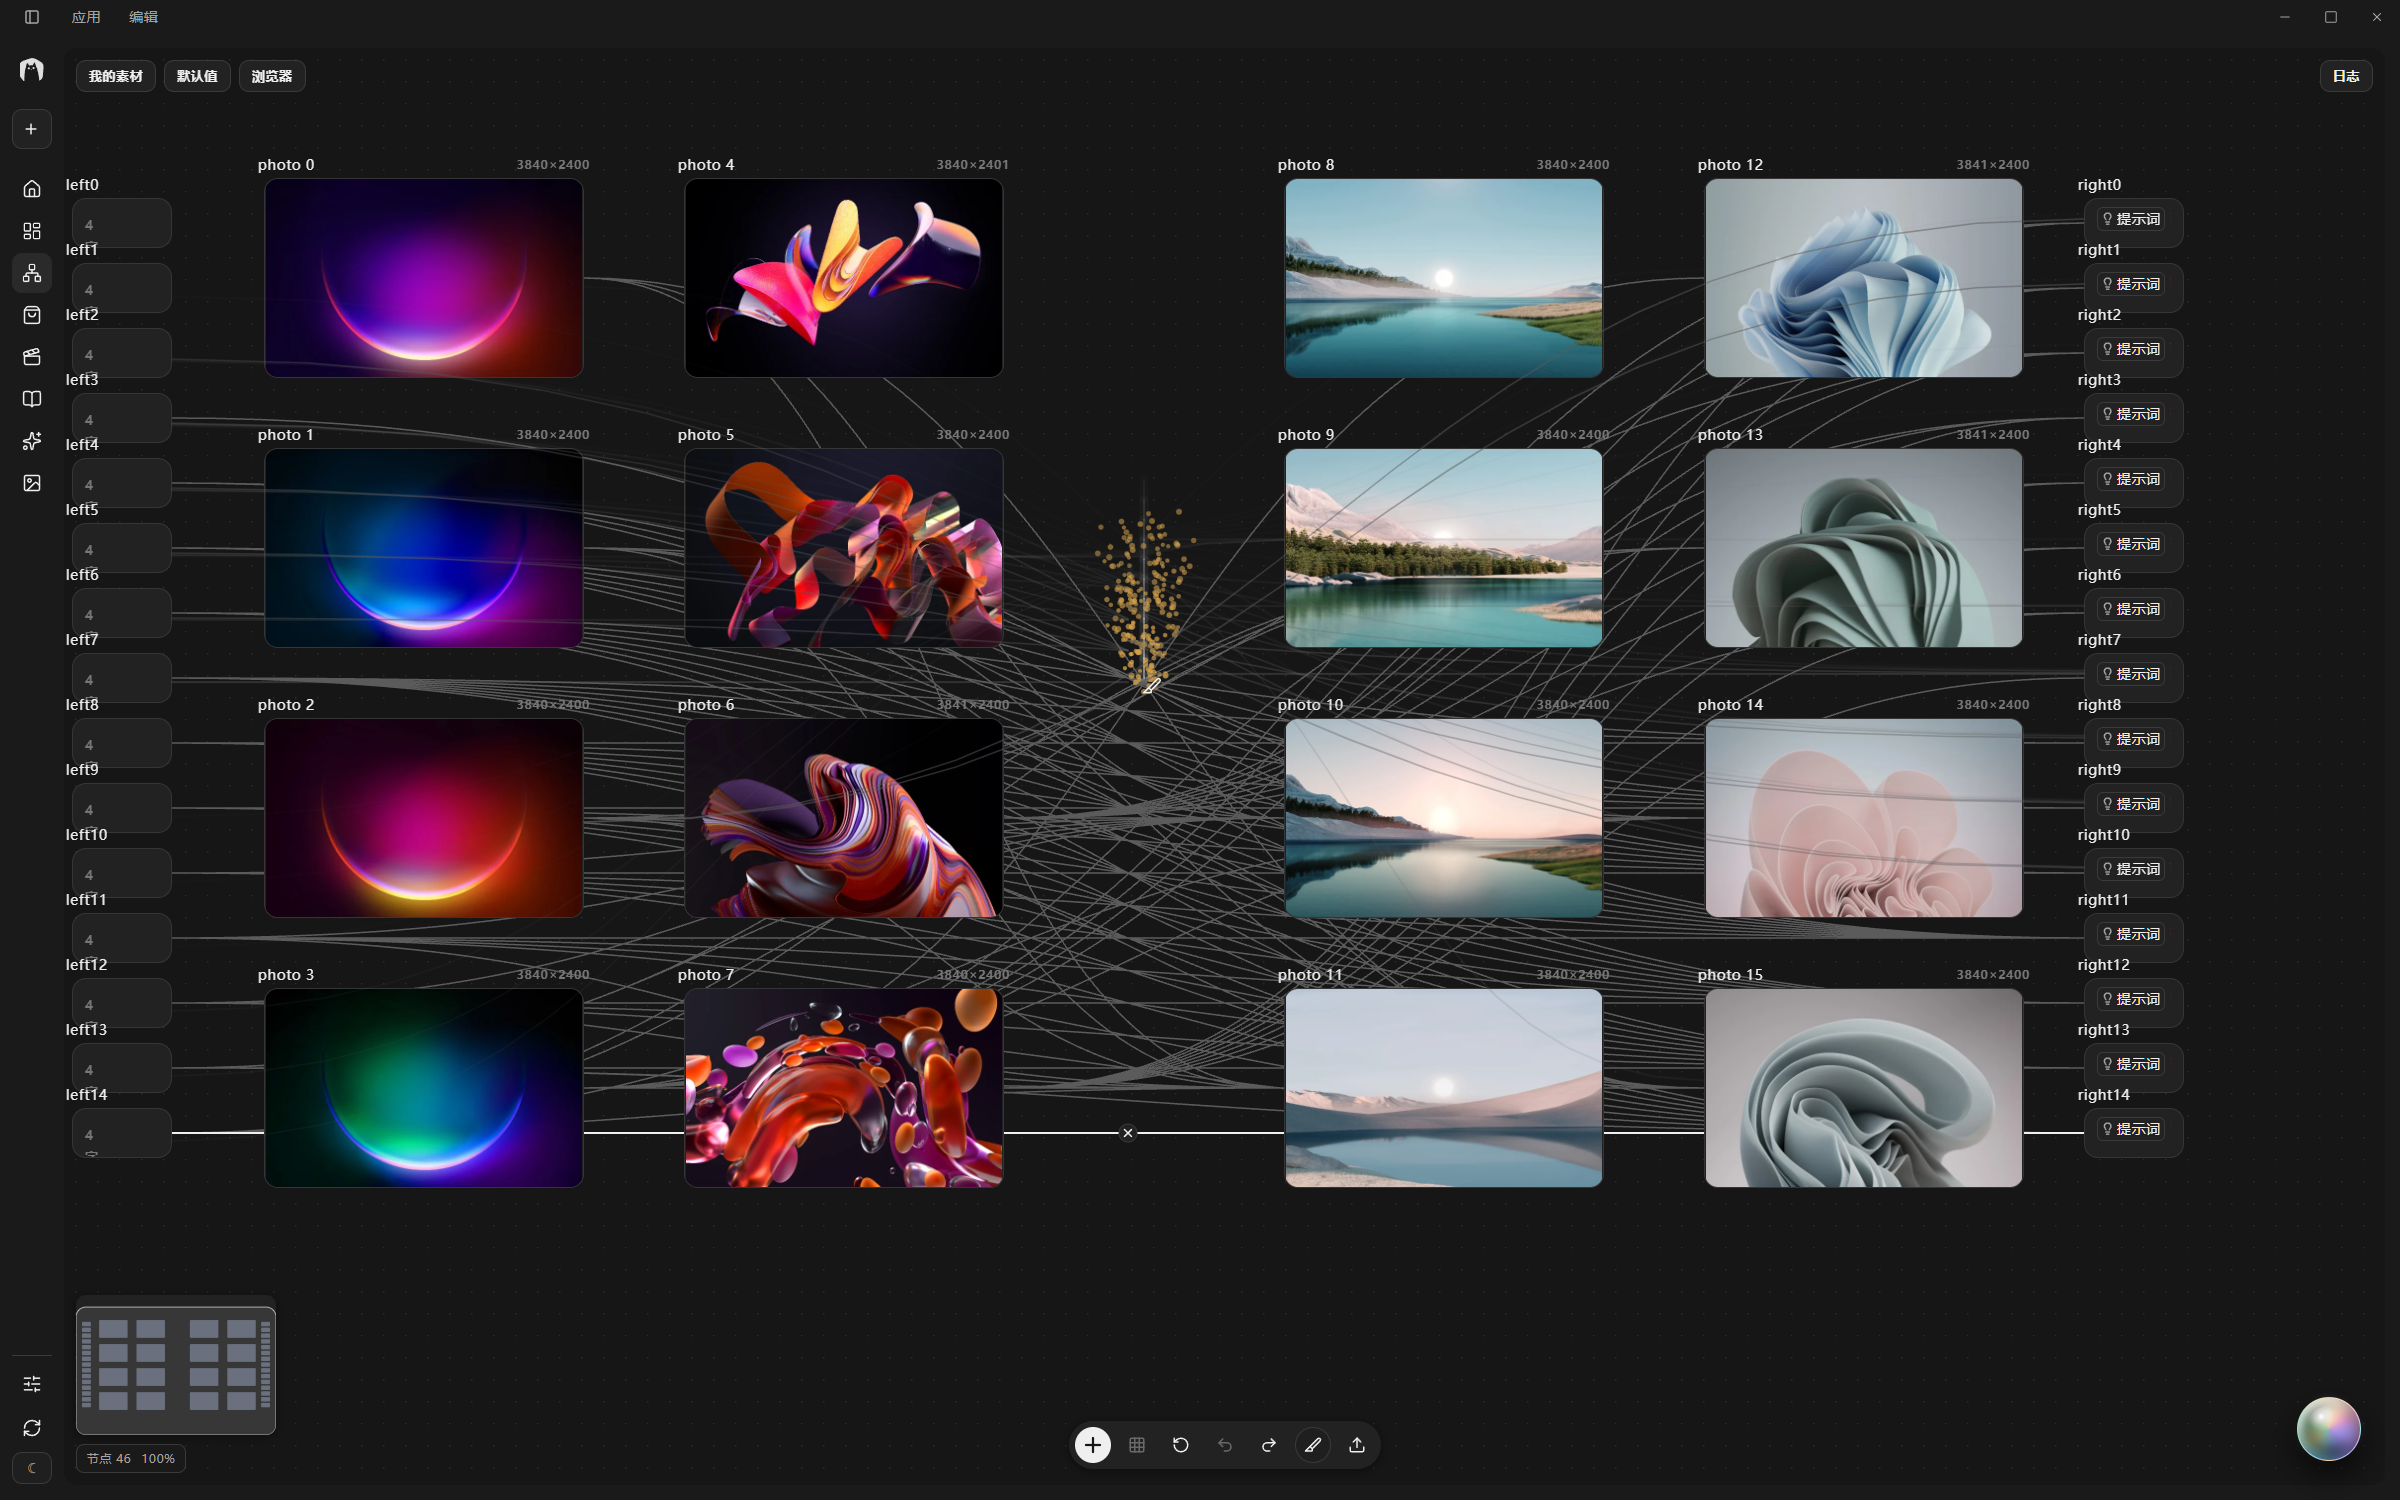 应用 编辑
我的素材 默认值 浏览器 日志
photo 0 3840×2400
photo 4 3840×2401
photo 8 3840×2400
photo 12 3841×2400
left0
4
left1
4
left2
4
left3
4
left4
4
left5
4
left6
4
left7
4
left8
4
left9
4
left10
4
left11
4
left12
4
left13
4
left14
4
photo 1 3840×2400
photo 5 3840×2400
photo 9 3840×2400
photo 13 3841×2400
photo 2 3840×2400
photo 6 3841×2400
photo 10 3840×2400
photo 14 3840×2400
photo 3 3840×2400
photo 7 3840×2400
photo 11 3840×2400
photo 15 3840×2400
right0
提示词
right1
提示词
right2
提示词
right3
提示词
right4
提示词
right5
提示词
right6
提示词
right7
提示词
right8
提示词
right9
提示词
right10
提示词
right11
提示词
right12
提示词
right13
提示词
right14
提示词
节点 46 100%